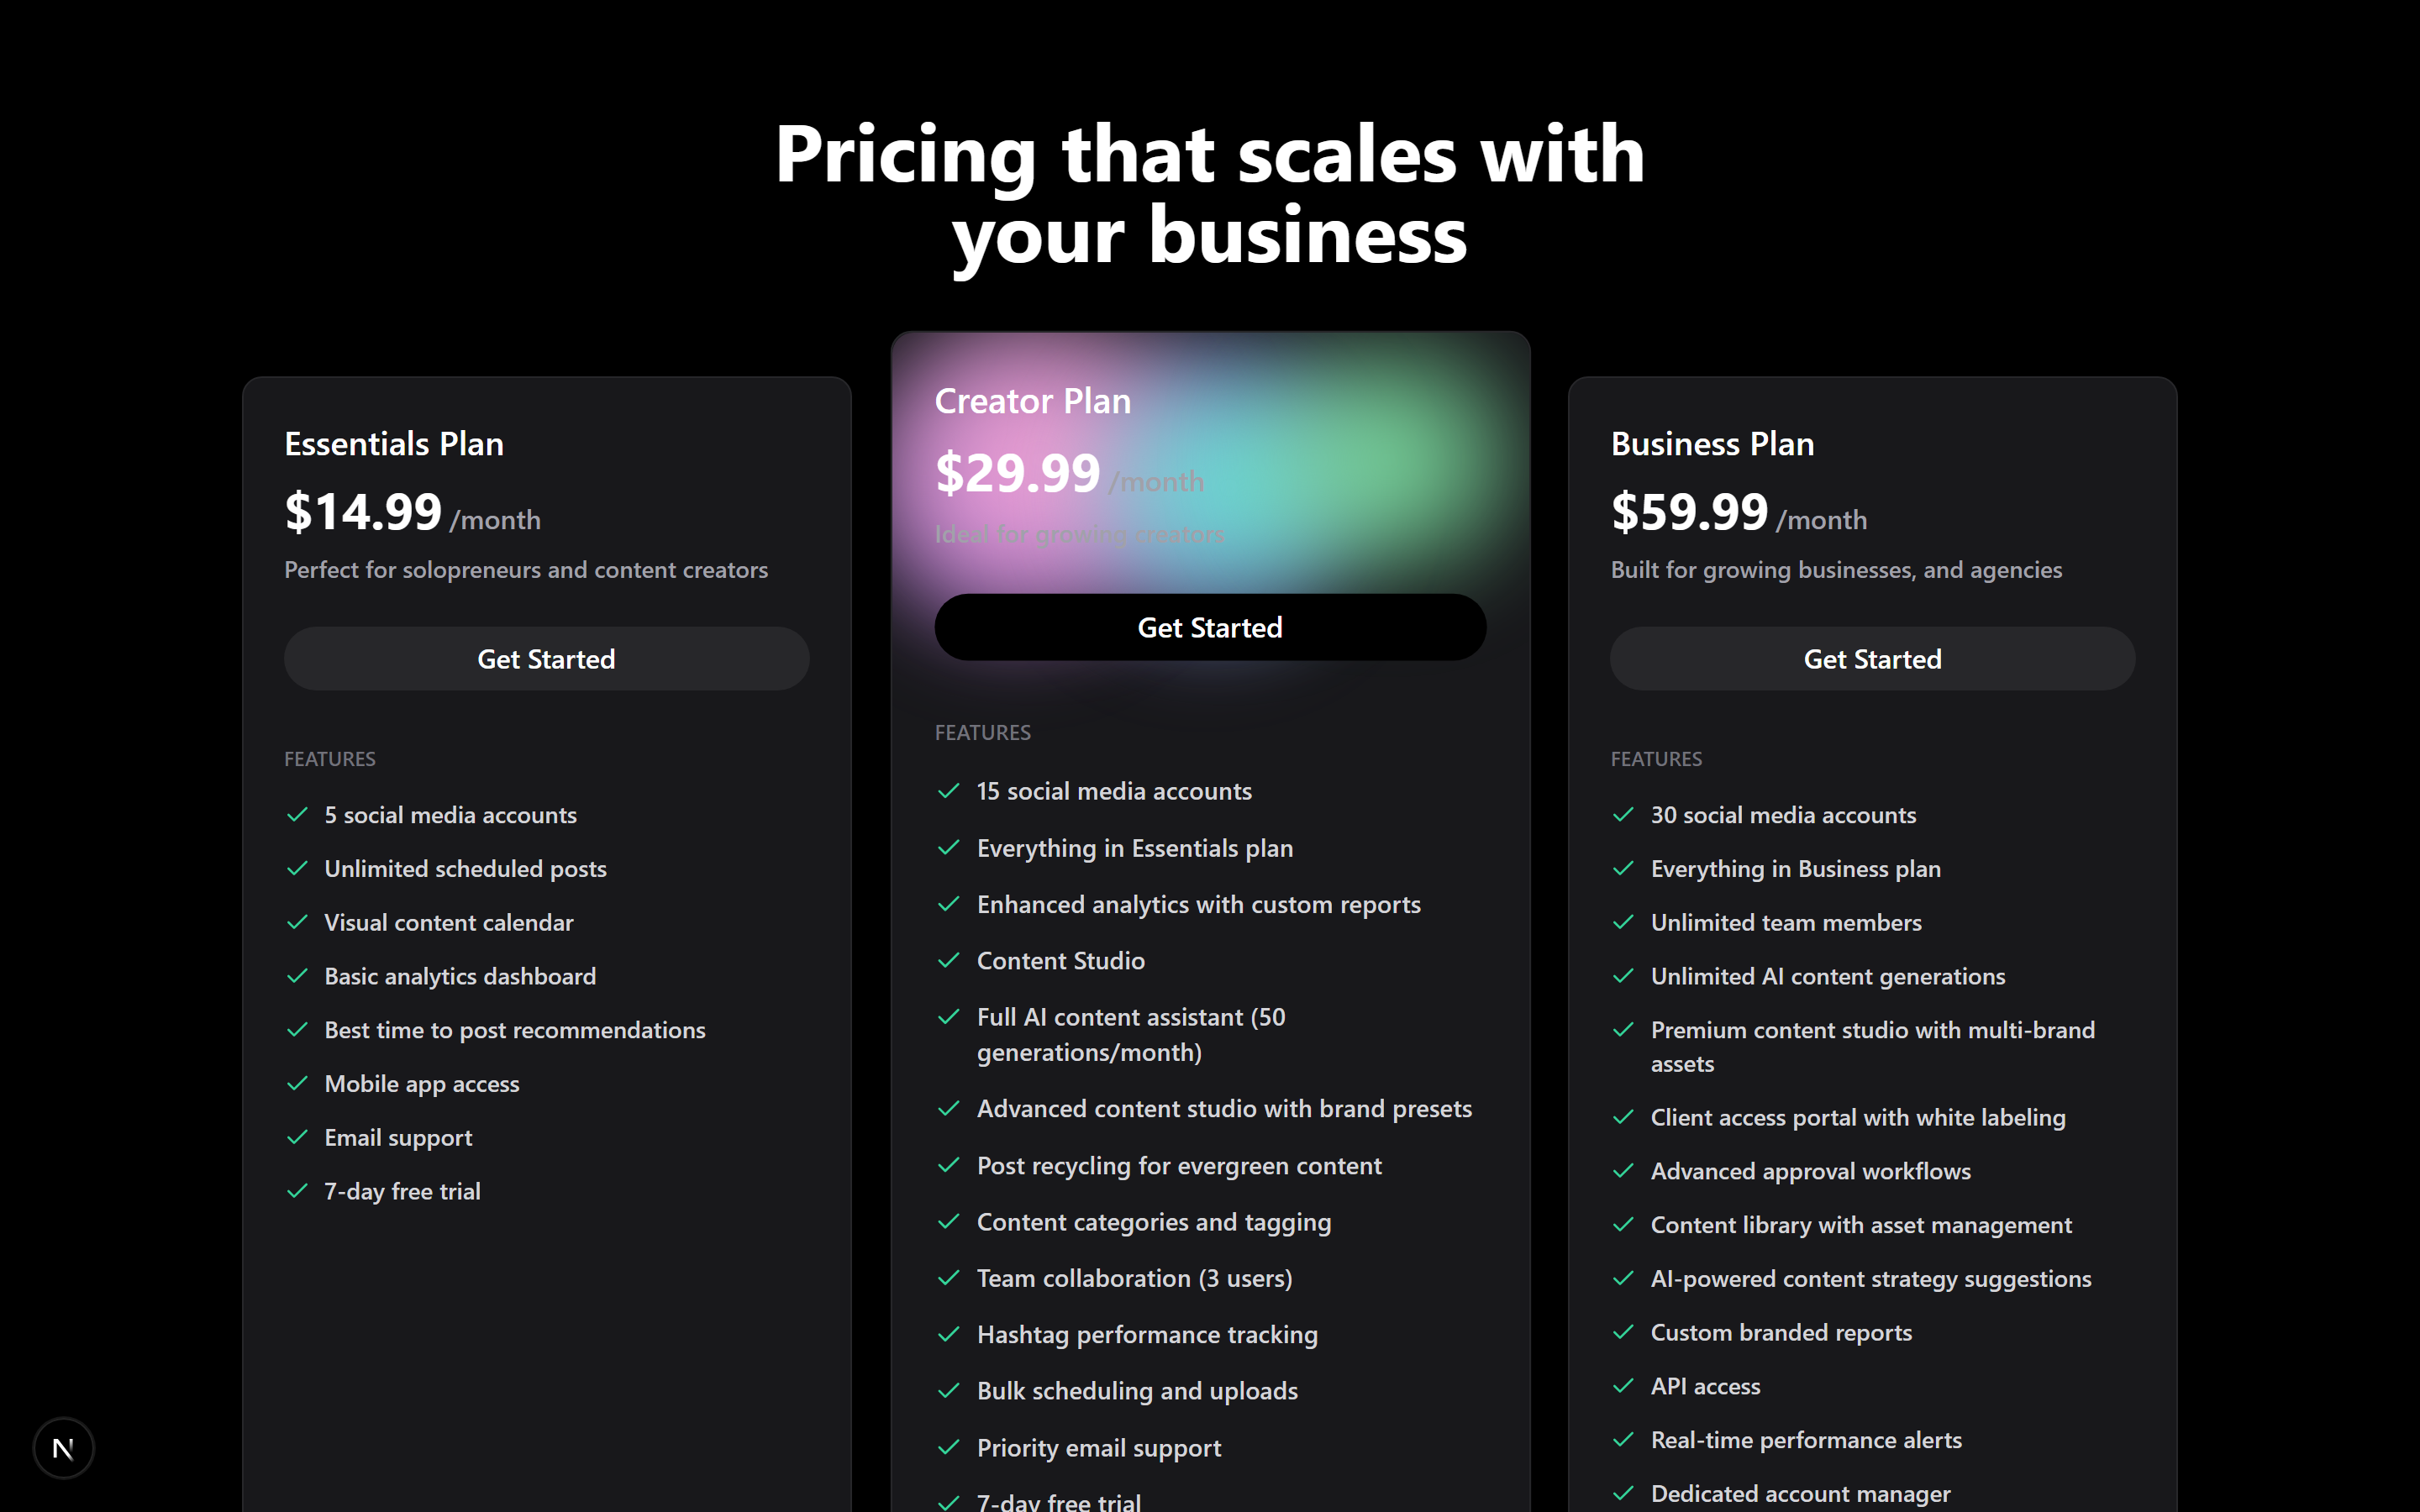 Pricing that scales with
your business
Essentials Plan
$14.99 /month
Perfect for solopreneurs and content creators
Get Started
FEATURES
5 social media accounts
Unlimited scheduled posts
Visual content calendar
Basic analytics dashboard
Best time to post recommendations
Mobile app access
Email support
7-day free trial
Creator Plan
$29.99 /month
Ideal for growing creators
Get Started
FEATURES
15 social media accounts
Everything in Essentials plan
Enhanced analytics with custom reports
Content Studio
Full AI content assistant (50
generations/month)
Advanced content studio with brand presets
Post recycling for evergreen content
Content categories and tagging
Team collaboration (3 users)
Hashtag performance tracking
Bulk scheduling and uploads
Priority email support
7-day free trial
Business Plan
$59.99 /month
Built for growing businesses, and agencies
Get Started
FEATURES
30 social media accounts
Everything in Business plan
Unlimited team members
Unlimited AI content generations
Premium content studio with multi-brand
assets
Client access portal with white labeling
Advanced approval workflows
Content library with asset management
AI-powered content strategy suggestions
Custom branded reports
API access
Real-time performance alerts
Dedicated account manager
N